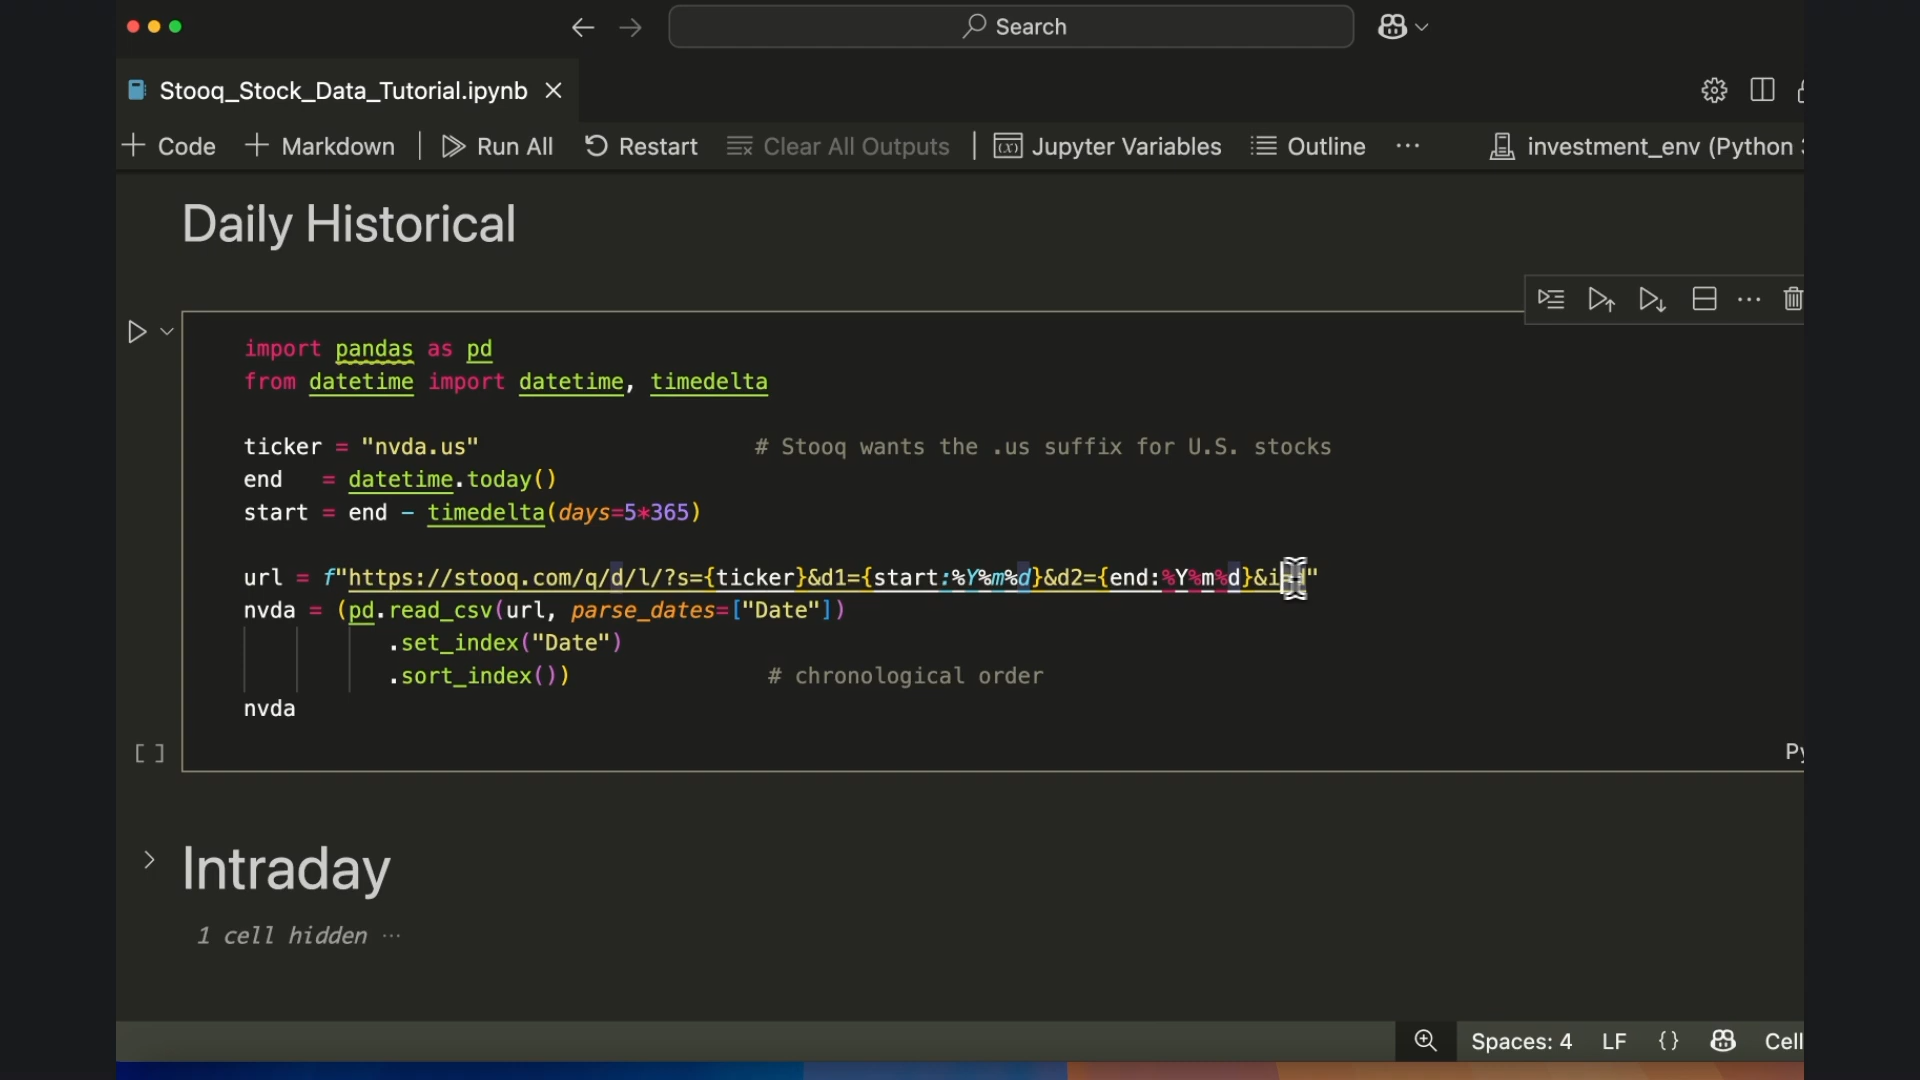 Search
Stooq_Stock_Data_Tutorial.ipynb
Code Markdown Run All Restart Clear All Outputs Jupyter Variables Outline ... investment_env (Python
Daily Historical
import pandas as pd
from datetime import datetime, timedelta
ticker = "nvda.us" # Stooq wants the .us suffix for U.S. stocks
end = datetime.today()
start = end - timedelta(days=5*365)
url = f"https://stooq.com/q/d/l/?s={ticker}&d1={start:%Y%m%d}&d2={end:%Y%m%d}&i=d"
nvda = (pd.read_csv(url, parse_dates=["Date"])
.set_index("Date")
.sort_index()) # chronological order
nvda
[ ]
Py
Intraday
1 cell hidden ...
Spaces: 4 LF {} Cell